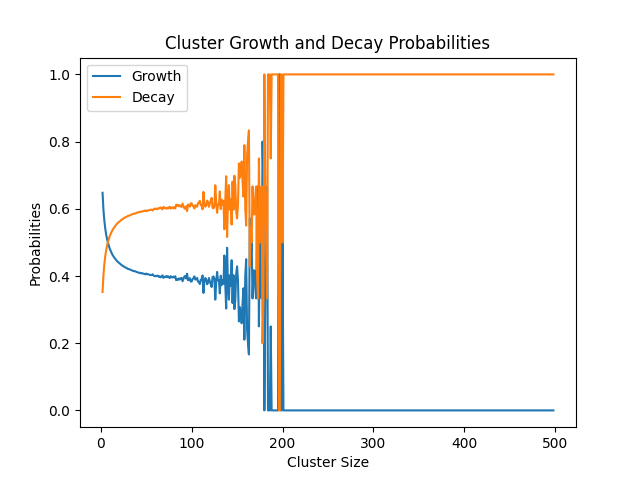 Cluster Growth and Decay Probabilities
Growth
Decay
Probabilities
1.0
0.8
0.6
0.4
0.2
0.0
0
100
200
300
400
500
Cluster Size